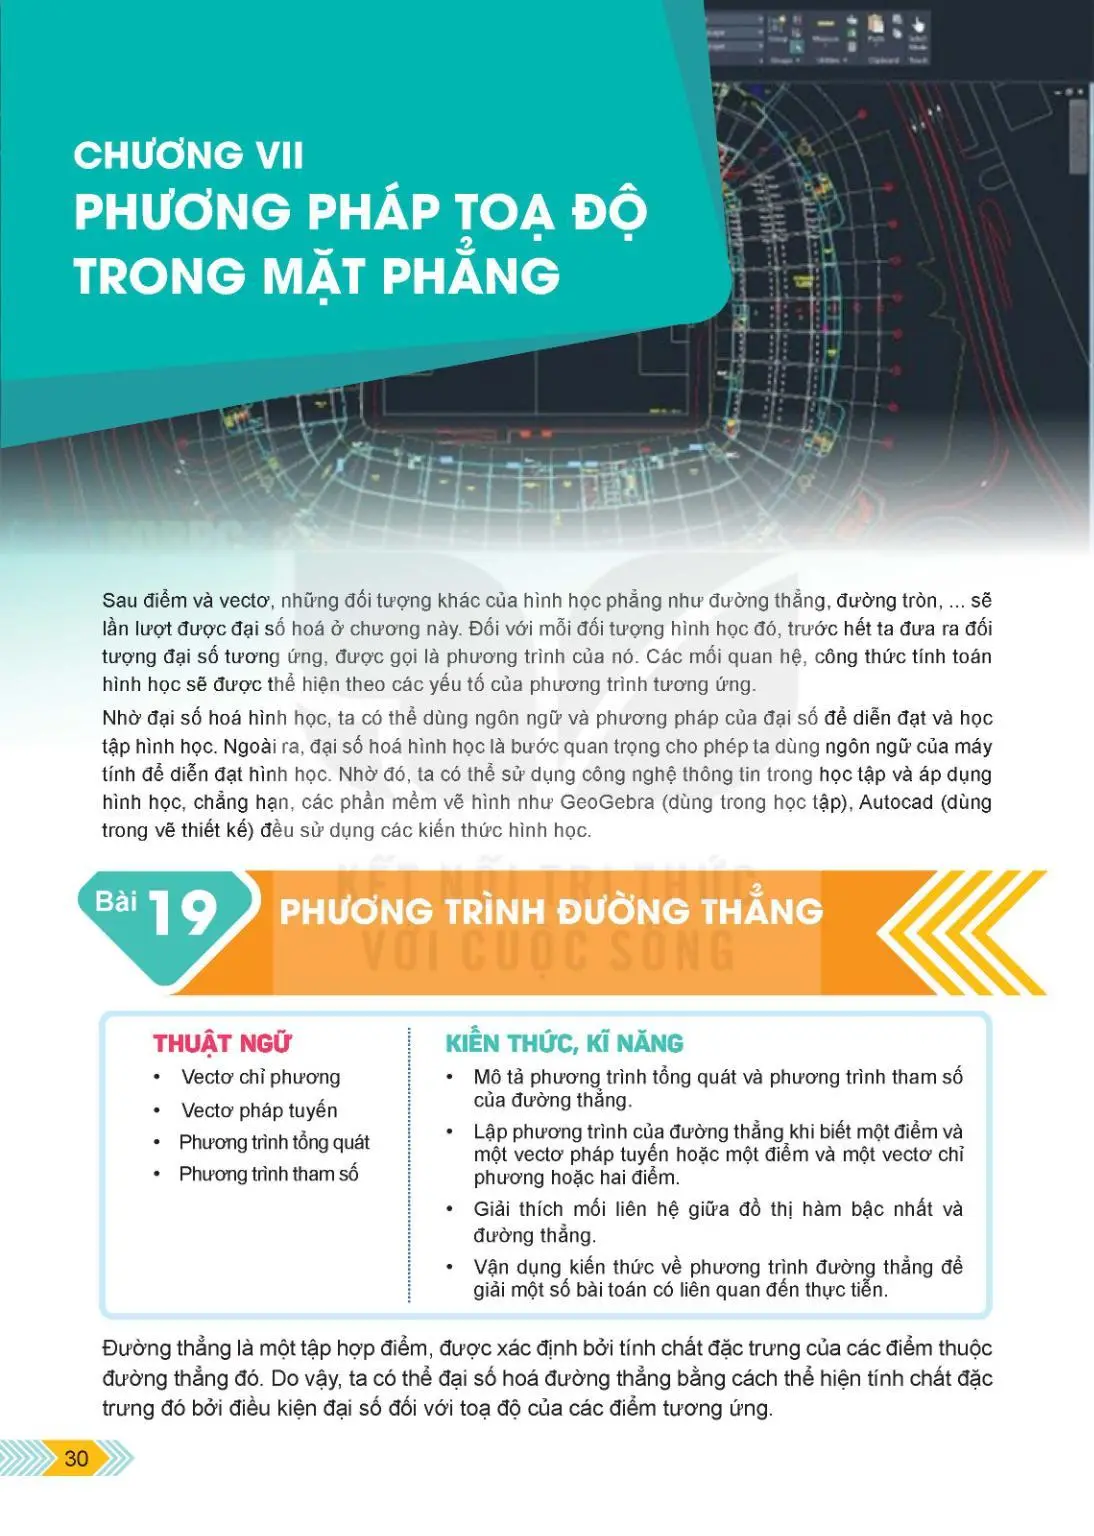 CHƯƠNG VII
PHƯƠNG PHÁP TOẠ ĐỘ
TRONG MẶT PHẲNG
Sau điểm và vectơ, những đối tượng khác của hình học phẳng như đường thẳng, đường tròn, ... sẽ
lần lượt được đại số hoá ở chương này. Đối với mỗi đối tượng hình học đó, trước hết ta đưa ra đối
tượng đại số tương ứng, được gọi là phương trình của nó. Các mối quan hệ, công thức tính toán
hình học sẽ được thể hiện theo các yếu tố của phương trình tương ứng.
Nhờ đại số hoá hình học, ta có thể dùng ngôn ngữ và phương pháp của đại số để diễn đạt và học
tập hình học. Ngoài ra, đại số hoá hình học là bước quan trọng cho phép ta dùng ngôn ngữ của máy
tính để diễn đạt hình học. Nhờ đó, ta có thể sử dụng công nghệ thông tin trong học tập và áp dụng
hình học, chẳng hạn, các phần mềm vẽ hình như GeoGebra (dùng trong học tập), Autocad (dùng
trong vẽ thiết kế) đều sử dụng các kiến thức hình học.
KẾT NỐI TRI THỨC
Bài 19
PHƯƠNG TRÌNH ĐƯỜNG THẲNG
VỚI CUỘC SỐNG
THUẬT NGỮ
• Vectơ chỉ phương
• Vectơ pháp tuyến
• Phương trình tổng quát
• Phương trình tham số
KIẾN THỨC, KĨ NĂNG
• Mô tả phương trình tổng quát và phương trình tham số
của đường thẳng.
• Lập phương trình của đường thẳng khi biết một điểm và
một vectơ pháp tuyến hoặc một điểm và một vectơ chỉ
phương hoặc hai điểm.
• Giải thích mối liên hệ giữa đồ thị hàm bậc nhất và
đường thẳng.
• Vận dụng kiến thức về phương trình đường thẳng để
giải một số bài toán có liên quan đến thực tiễn.
Đường thẳng là một tập hợp điểm, được xác định bởi tính chất đặc trưng của các điểm thuộc
đường thẳng đó. Do vậy, ta có thể đại số hoá đường thẳng bằng cách thể hiện tính chất đặc
trưng đó bởi điều kiện đại số đối với toạ độ của các điểm tương ứng.
30